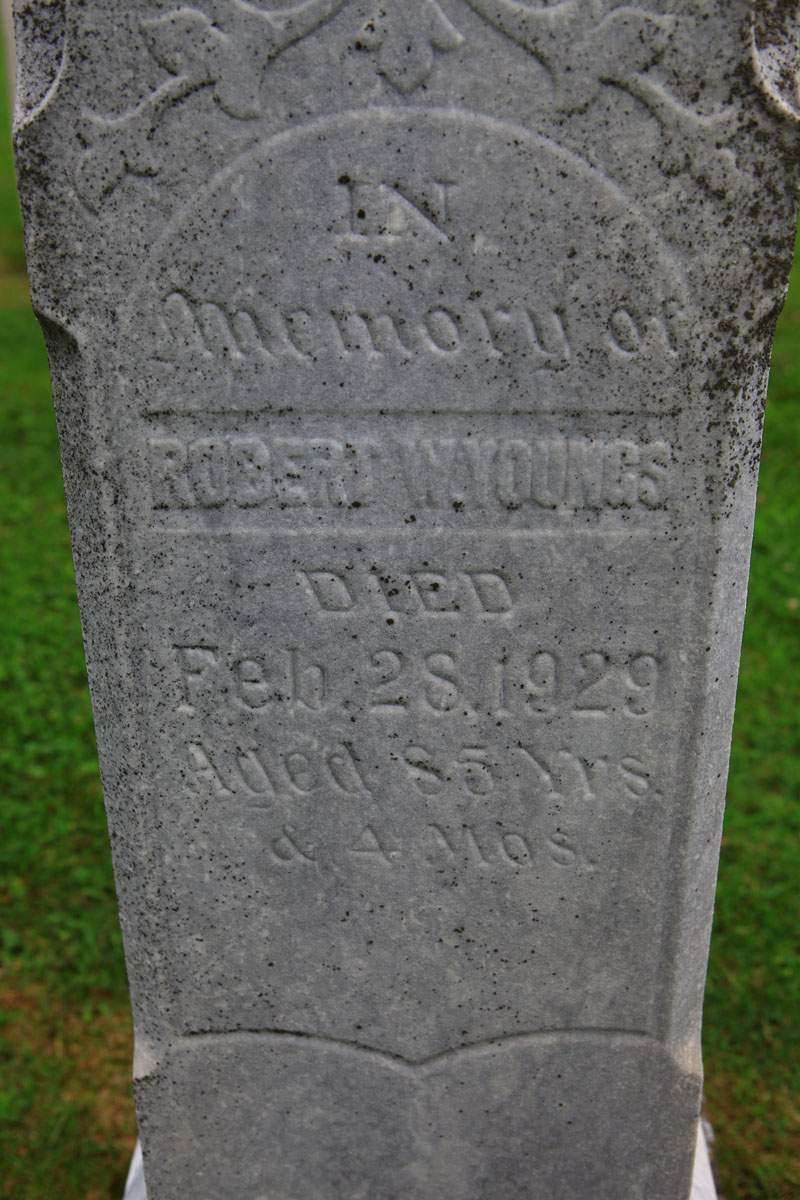 IN
Memory of
ROBERT W. YOUNGS
DIED
Feb. 28. 1929
Aged 85 Yrs.
& 4 Mos.